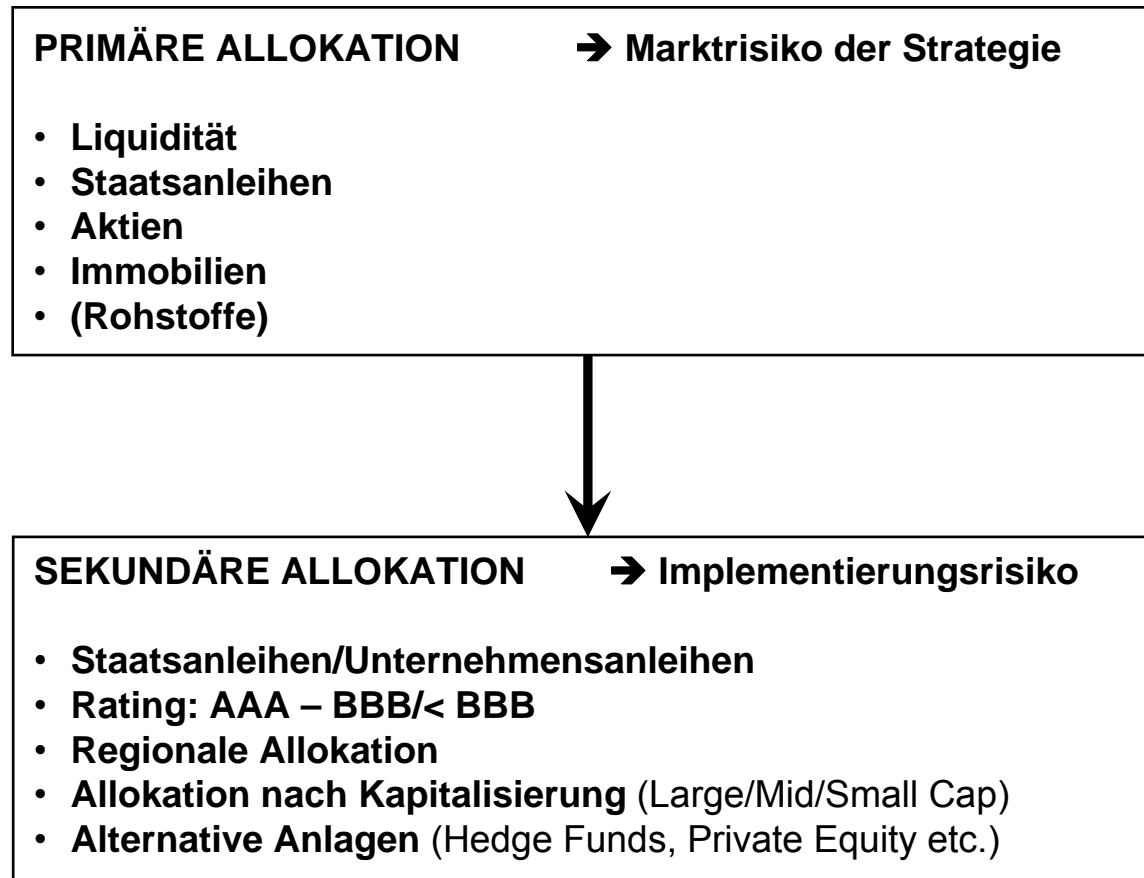 PRIMÄRE ALLOKATION ➔ Marktrisiko der Strategie
• Liquidität
• Staatsanleihen
• Aktien
• Immobilien
• (Rohstoffe)
SEKUNDÄRE ALLOKATION ➔ Implementierungsrisiko
• Staatsanleihen/Unternehmensanleihen
• Rating: AAA – BBB/< BBB
• Regionale Allokation
• Allokation nach Kapitalisierung (Large/Mid/Small Cap)
• Alternative Anlagen (Hedge Funds, Private Equity etc.)